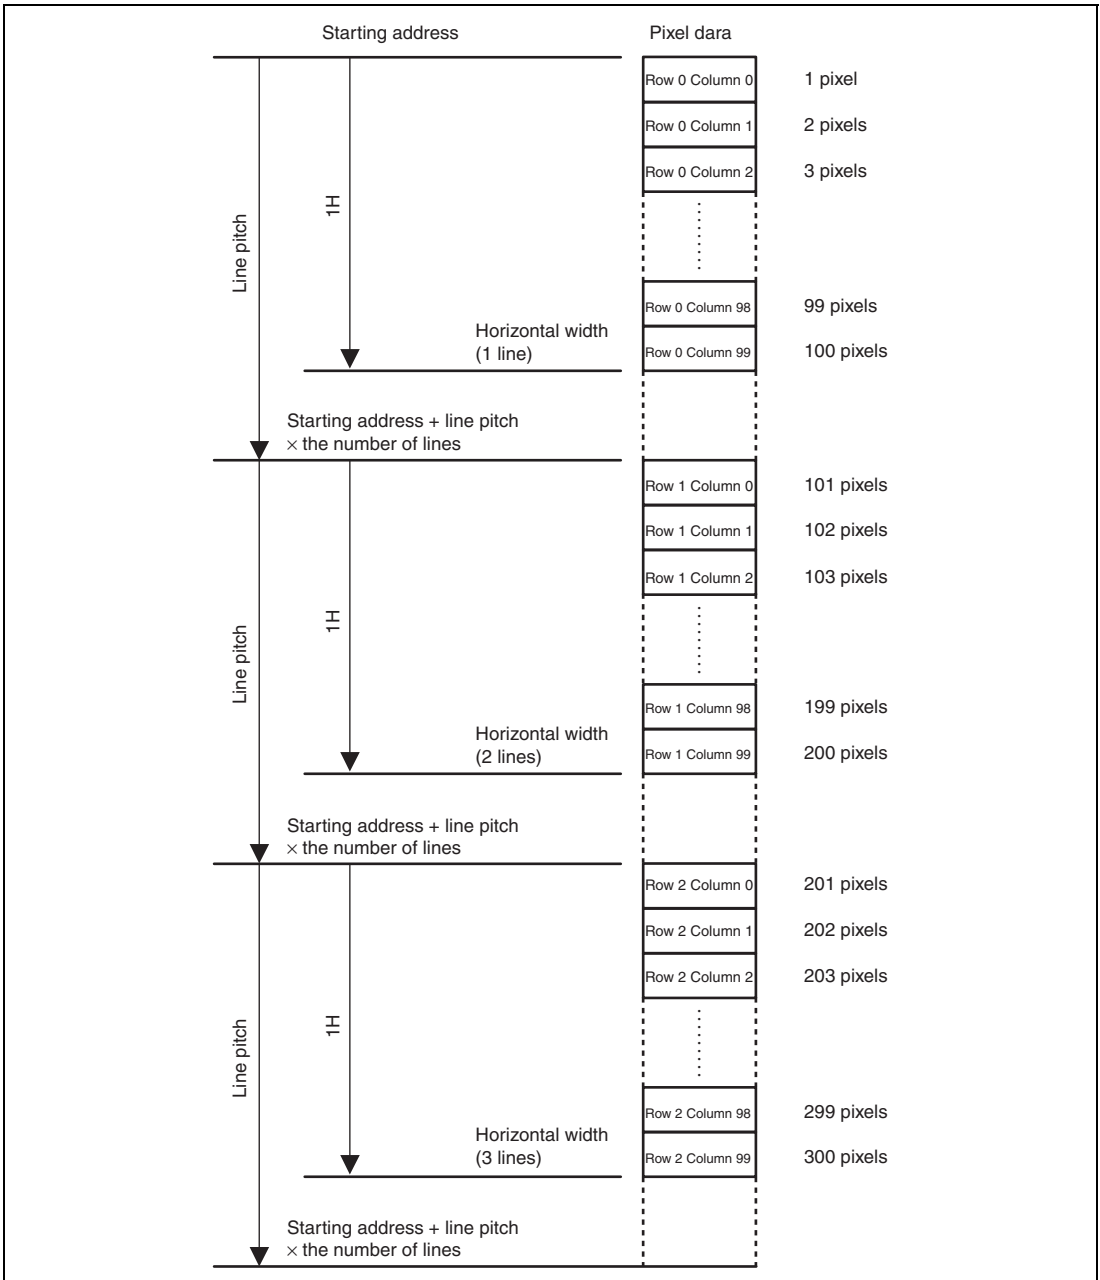 Starting address
Pixel dara
Row 0 Column 0
1 pixel
Row 0 Column 1
2 pixels
Row 0 Column 2
3 pixels
1H
Line pitch
Row 0 Column 98
99 pixels
Horizontal width
(1 line)
Row 0 Column 99
100 pixels
Starting address + line pitch
× the number of lines
Row 1 Column 0
101 pixels
Row 1 Column 1
102 pixels
Row 1 Column 2
103 pixels
1H
Line pitch
Row 1 Column 98
199 pixels
Horizontal width
(2 lines)
Row 1 Column 99
200 pixels
Starting address + line pitch
× the number of lines
Row 2 Column 0
201 pixels
Row 2 Column 1
202 pixels
Row 2 Column 2
203 pixels
1H
Line pitch
Row 2 Column 98
299 pixels
Horizontal width
(3 lines)
Row 2 Column 99
300 pixels
Starting address + line pitch
× the number of lines